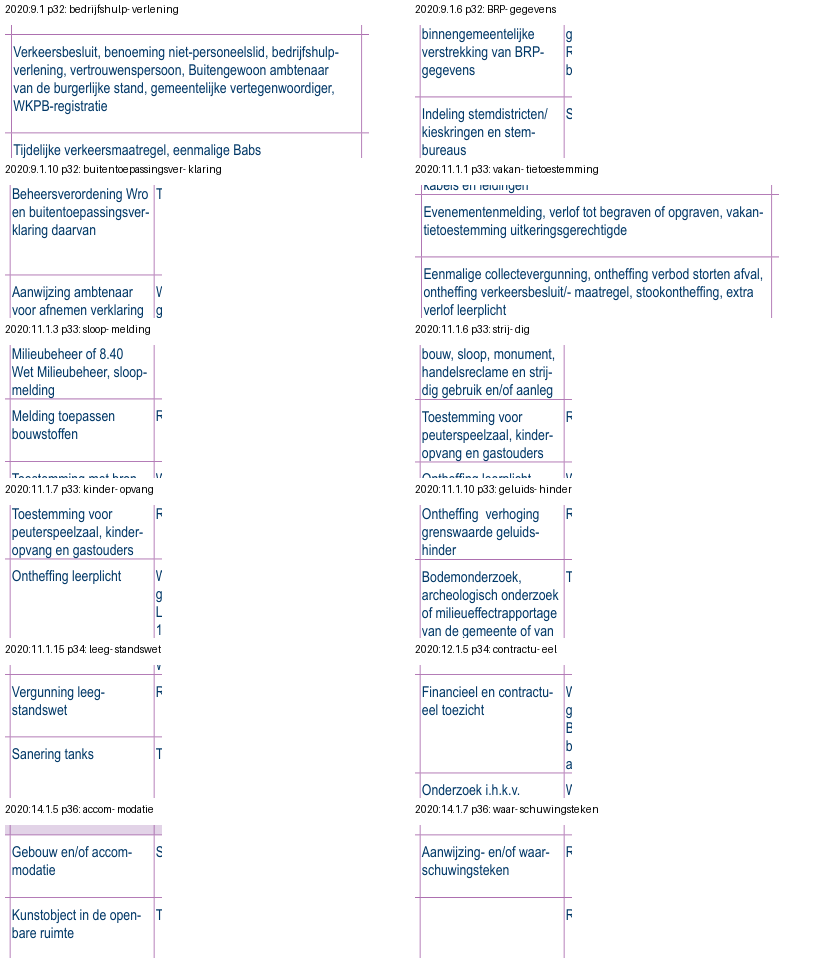 2020:9.1 p32: bedrijfshulp- verlening
Verkeersbesluit, benoeming niet-personeelslid, bedrijfshulp-
verlening, vertrouwenspersoon, Buitengewoon ambtenaar
van de burgerlijke stand, gemeentelijke vertegenwoordiger,
WKPB-registratie
Tijdelijke verkeersmaatregel, eenmalige Babs
2020:9.1.6 p32: BRP- gegevens
binnengemeentelijke
verstrekking van BRP-
gegevens
g
R
b
Indeling stemdistricten/
kieskringen en stem-
bureaus
S
2020:9.1.10 p32: buitentoepassingsver- klaring
Beheersverordening Wro
en buitentoepassingsver-
klaring daarvan
T
Aanwijzing ambtenaar
voor afnemen verklaring
W
g
2020:11.1.1 p33: vakan- tietoestemming
kabels en leidingen
Evenementenmelding, verlof tot begraven of opgraven, vakan-
tietoestemming uitkeringsgerechtigde
Eenmalige collectevergunning, ontheffing verbod storten afval,
ontheffing verkeersbesluit/- maatregel, stookontheffing, extra
verlof leerplicht
2020:11.1.3 p33: sloop- melding
Milieubeheer of 8.40
Wet Milieubeheer, sloop-
melding
Melding toepassen
bouwstoffen
R
2020:11.1.6 p33: strij- dig
bouw, sloop, monument,
handelsreclame en strij-
dig gebruik en/of aanleg
Toestemming voor
peuterspeelzaal, kinder-
opvang en gastouders
R
Ontheffing leerplicht
2020:11.1.7 p33: kinder- opvang
Toestemming voor
peuterspeelzaal, kinder-
opvang en gastouders
R
Ontheffing leerplicht
W
g
L
1
2020:11.1.10 p33: geluids- hinder
Ontheffing  verhoging
grenswaarde geluids-
hinder
R
Bodemonderzoek,
archeologisch onderzoek
of milieueffectrapportage
van de gemeente of van
T
2020:11.1.15 p34: leeg- standswet
Vergunning leeg-
standswet
R
Sanering tanks
T
2020:12.1.5 p34: contractu- eel
Financieel en contractu-
eel toezicht
W
g
B
b
a
Onderzoek i.h.k.v.
W
2020:14.1.5 p36: accom- modatie
Gebouw en/of accom-
modatie
S
Kunstobject in de open-
bare ruimte
T
2020:14.1.7 p36: waar- schuwingsteken
Aanwijzing- en/of waar-
schuwingsteken
R
R